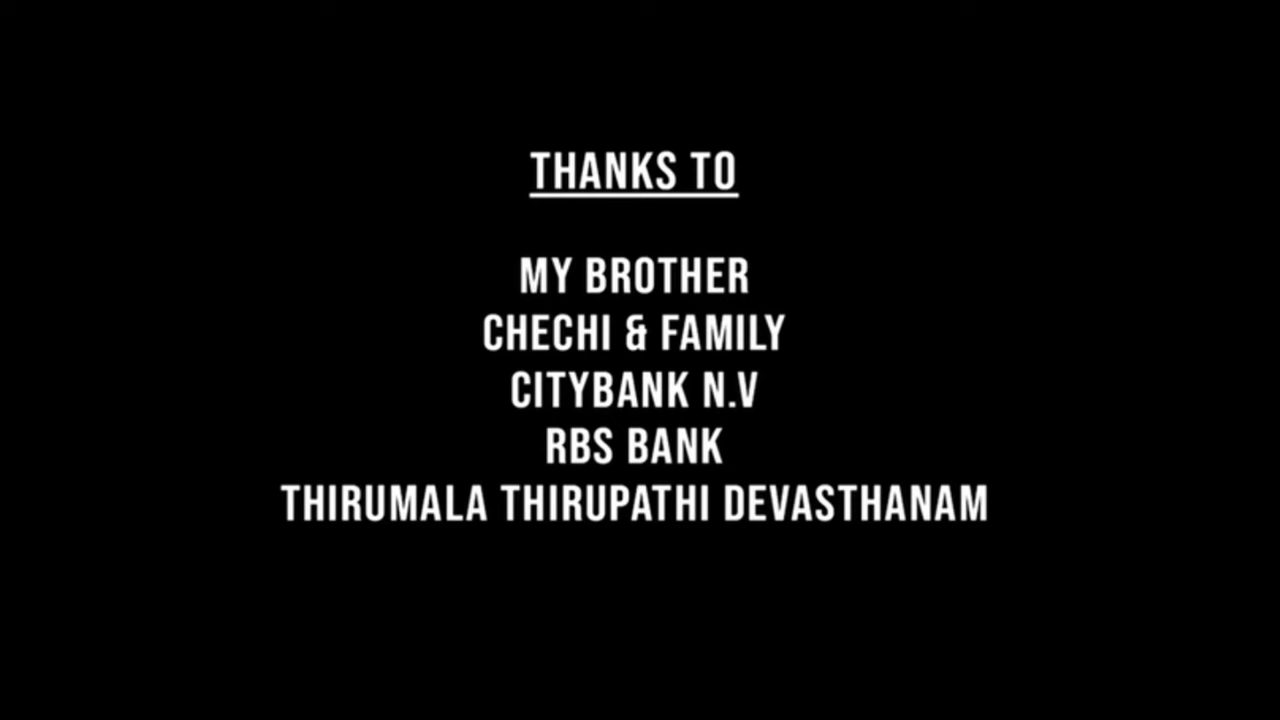 THANKS TO
MY BROTHER
CHECHI & FAMILY
CITYBANK N.V
RBS BANK
THIRUMALA THIRUPATHI DEVASTHANAM